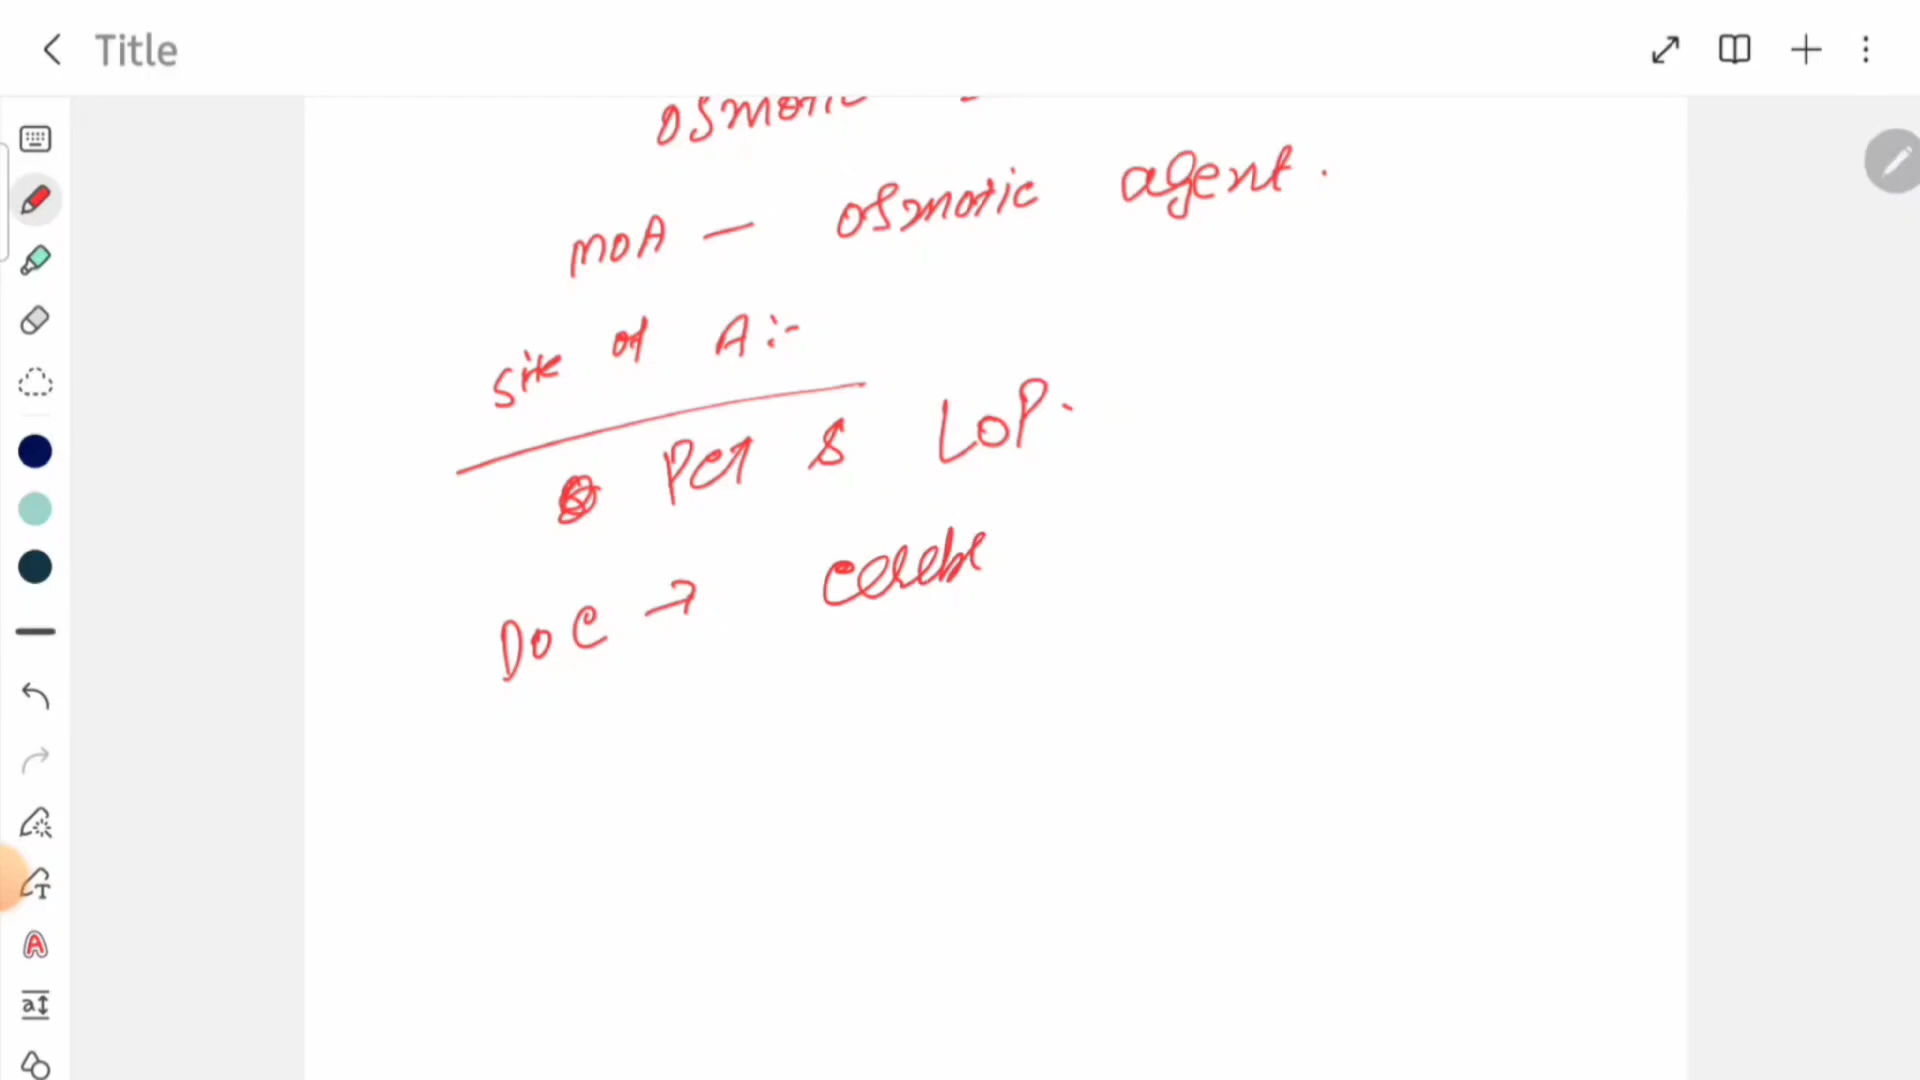 Title
osmotic
MOA - osmotic agent.
Site of A :-
PCT & LOP.
DOC → Cerebr